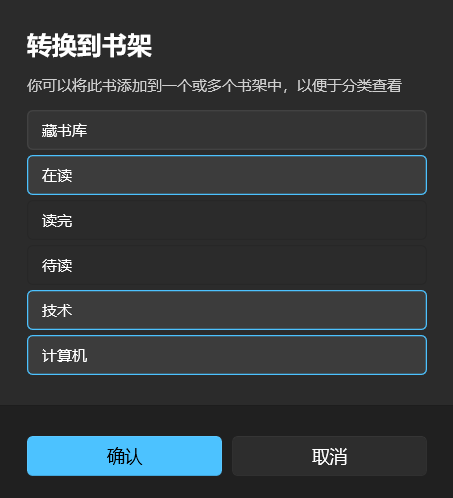 转换到书架
你可以将此书添加到一个或多个书架中，以便于分类查看
藏书库
在读
读完
待读
技术
计算机
确认
取消